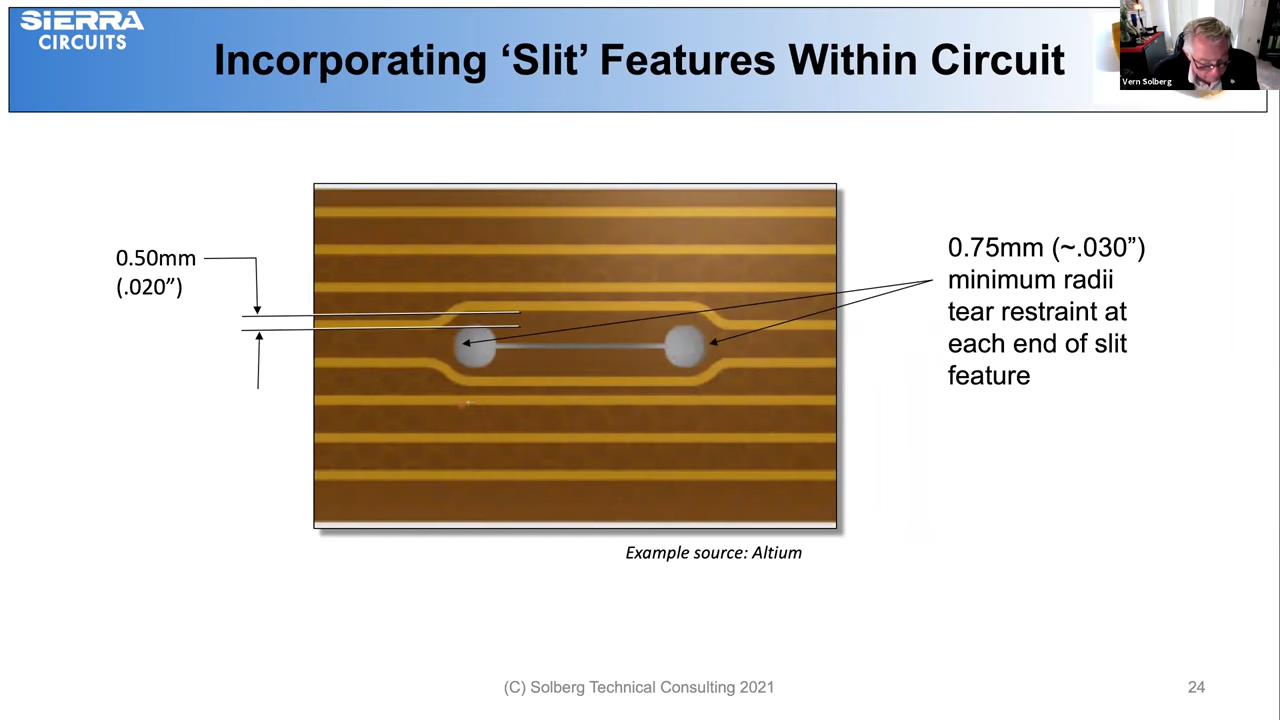 SiERRA
CIRCUITS
Incorporating ‘Slit’ Features Within Circuit
Vern Solberg
0.50mm
(.020”)
0.75mm (~.030”)
minimum radii
tear restraint at
each end of slit
feature
Example source: Altium
(C) Solberg Technical Consulting 2021
24